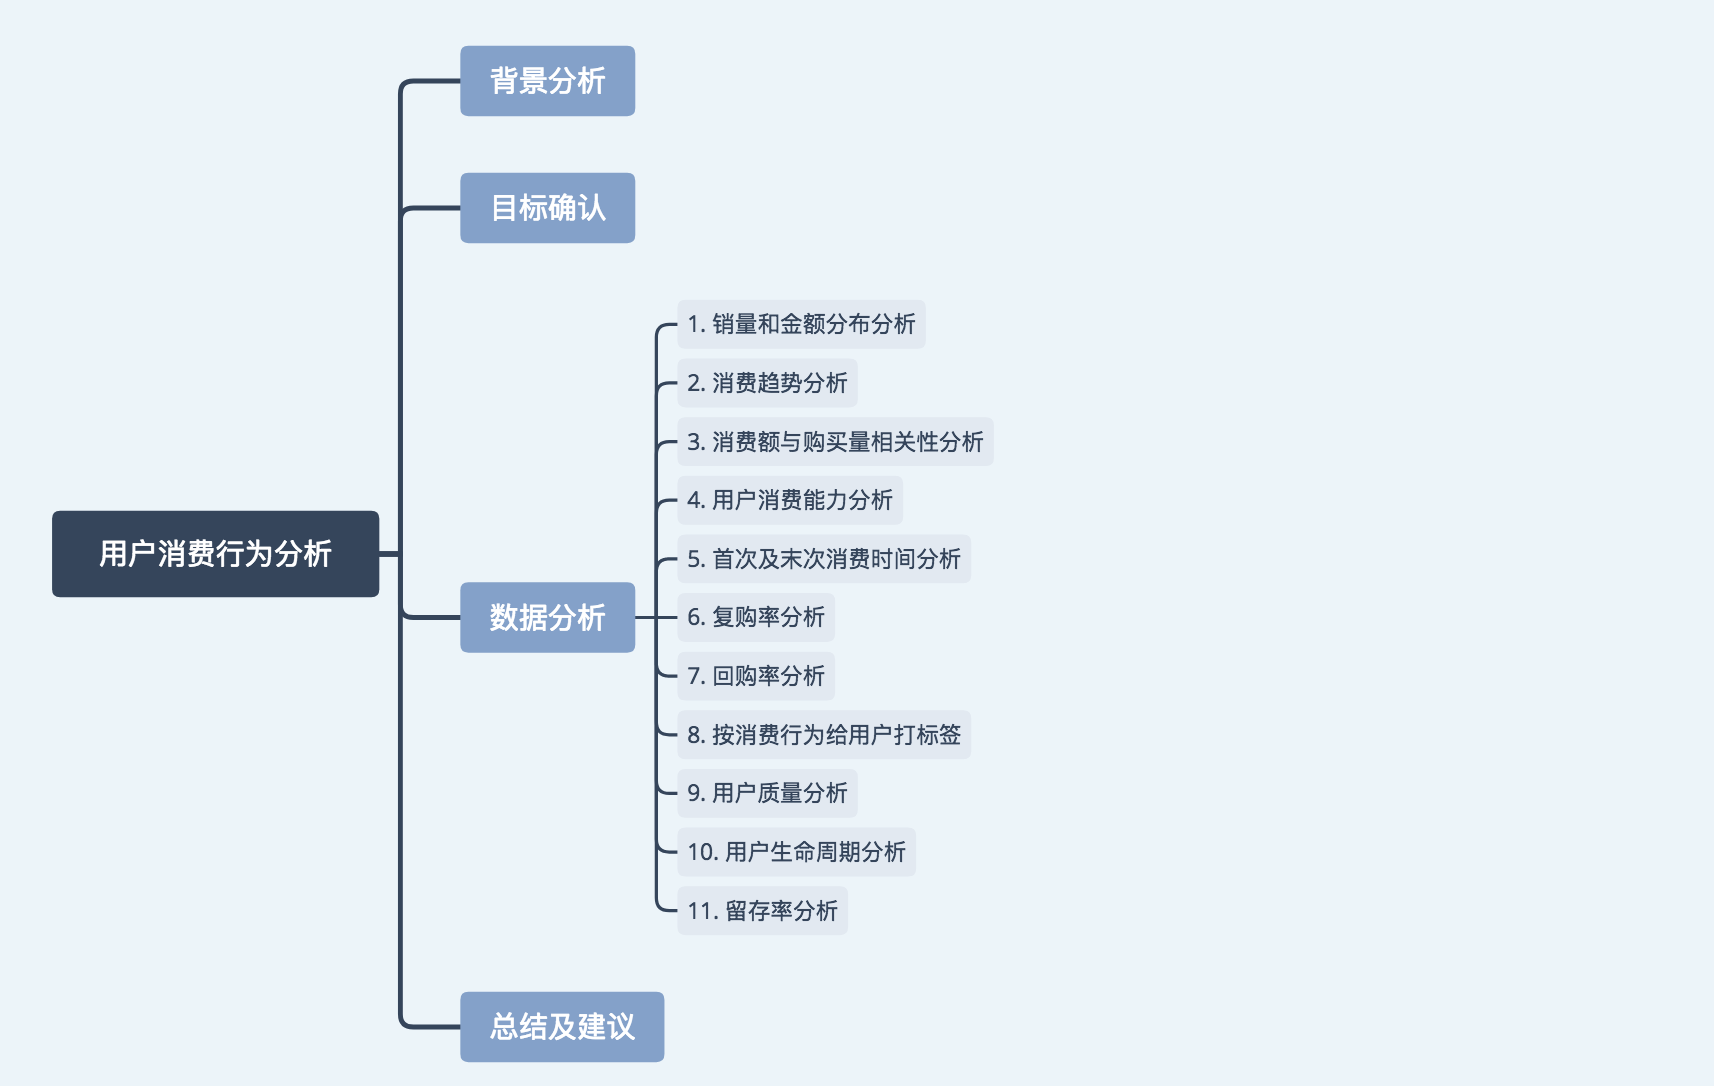 背景分析
目标确认
1. 销量和金额分布分析
2. 消费趋势分析
3. 消费额与购买量相关性分析
4. 用户消费能力分析
用户消费行为分析
5. 首次及末次消费时间分析
数据分析
6. 复购率分析
7. 回购率分析
8. 按消费行为给用户打标签
9. 用户质量分析
10. 用户生命周期分析
11. 留存率分析
总结及建议